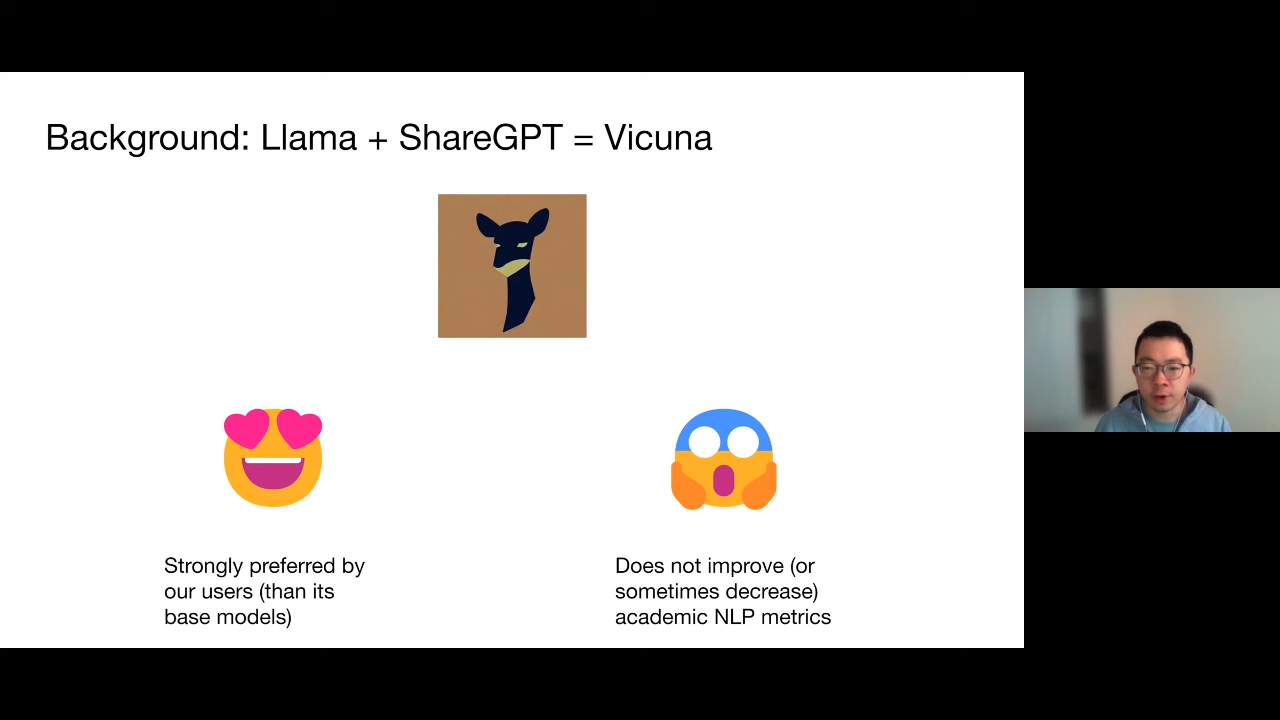 Background: Llama + ShareGPT = Vicuna
Strongly preferred by
our users (than its
base models)
Does not improve (or
sometimes decrease)
academic NLP metrics